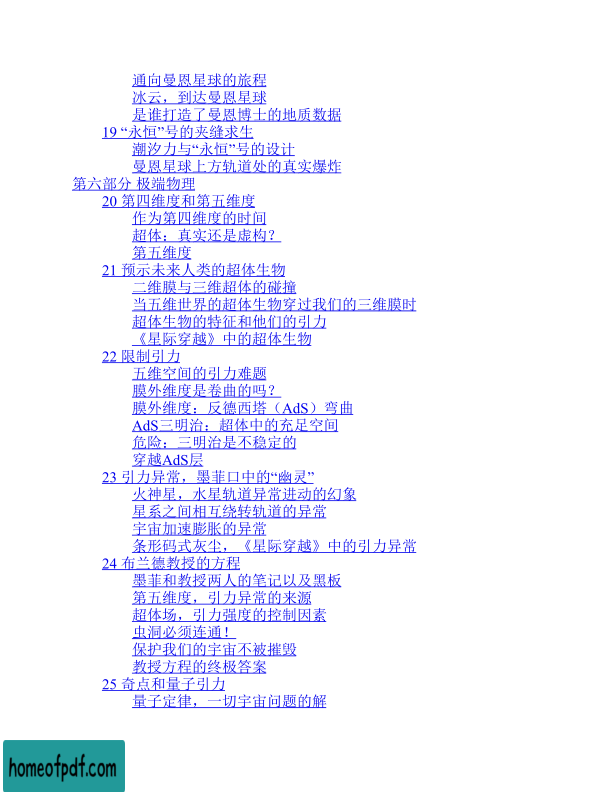 通向曼恩星球的旅程
冰云，到达曼恩星球
是谁打造了曼恩博士的地质数据
19 “永恒”号的夹缝求生
潮汐力与“永恒”号的设计
曼恩星球上方轨道处的真实爆炸
第六部分 极端物理
20 第四维度和第五维度
作为第四维度的时间
超体：真实还是虚构？
第五维度
21 预示未来人类的超体生物
二维膜与三维超体的碰撞
当五维世界的超体生物穿过我们的三维膜时
超体生物的特征和他们的引力
《星际穿越》中的超体生物
22 限制引力
五维空间的引力难题
膜外维度是卷曲的吗？
膜外维度：反德西塔（AdS）弯曲
AdS三明治：超体中的充足空间
危险：三明治是不稳定的
穿越AdS层
23 引力异常，墨菲口中的“幽灵”
火神星，水星轨道异常进动的幻象
星系之间相互绕转轨道的异常
宇宙加速膨胀的异常
条形码式灰尘，《星际穿越》中的引力异常
24 布兰德教授的方程
墨菲和教授两人的笔记以及黑板
第五维度，引力异常的来源
超体场，引力强度的控制因素
虫洞必须连通！
保护我们的宇宙不被摧毁
教授方程的终极答案
25 奇点和量子引力
量子定律，一切宇宙问题的解
homeofpdf.com